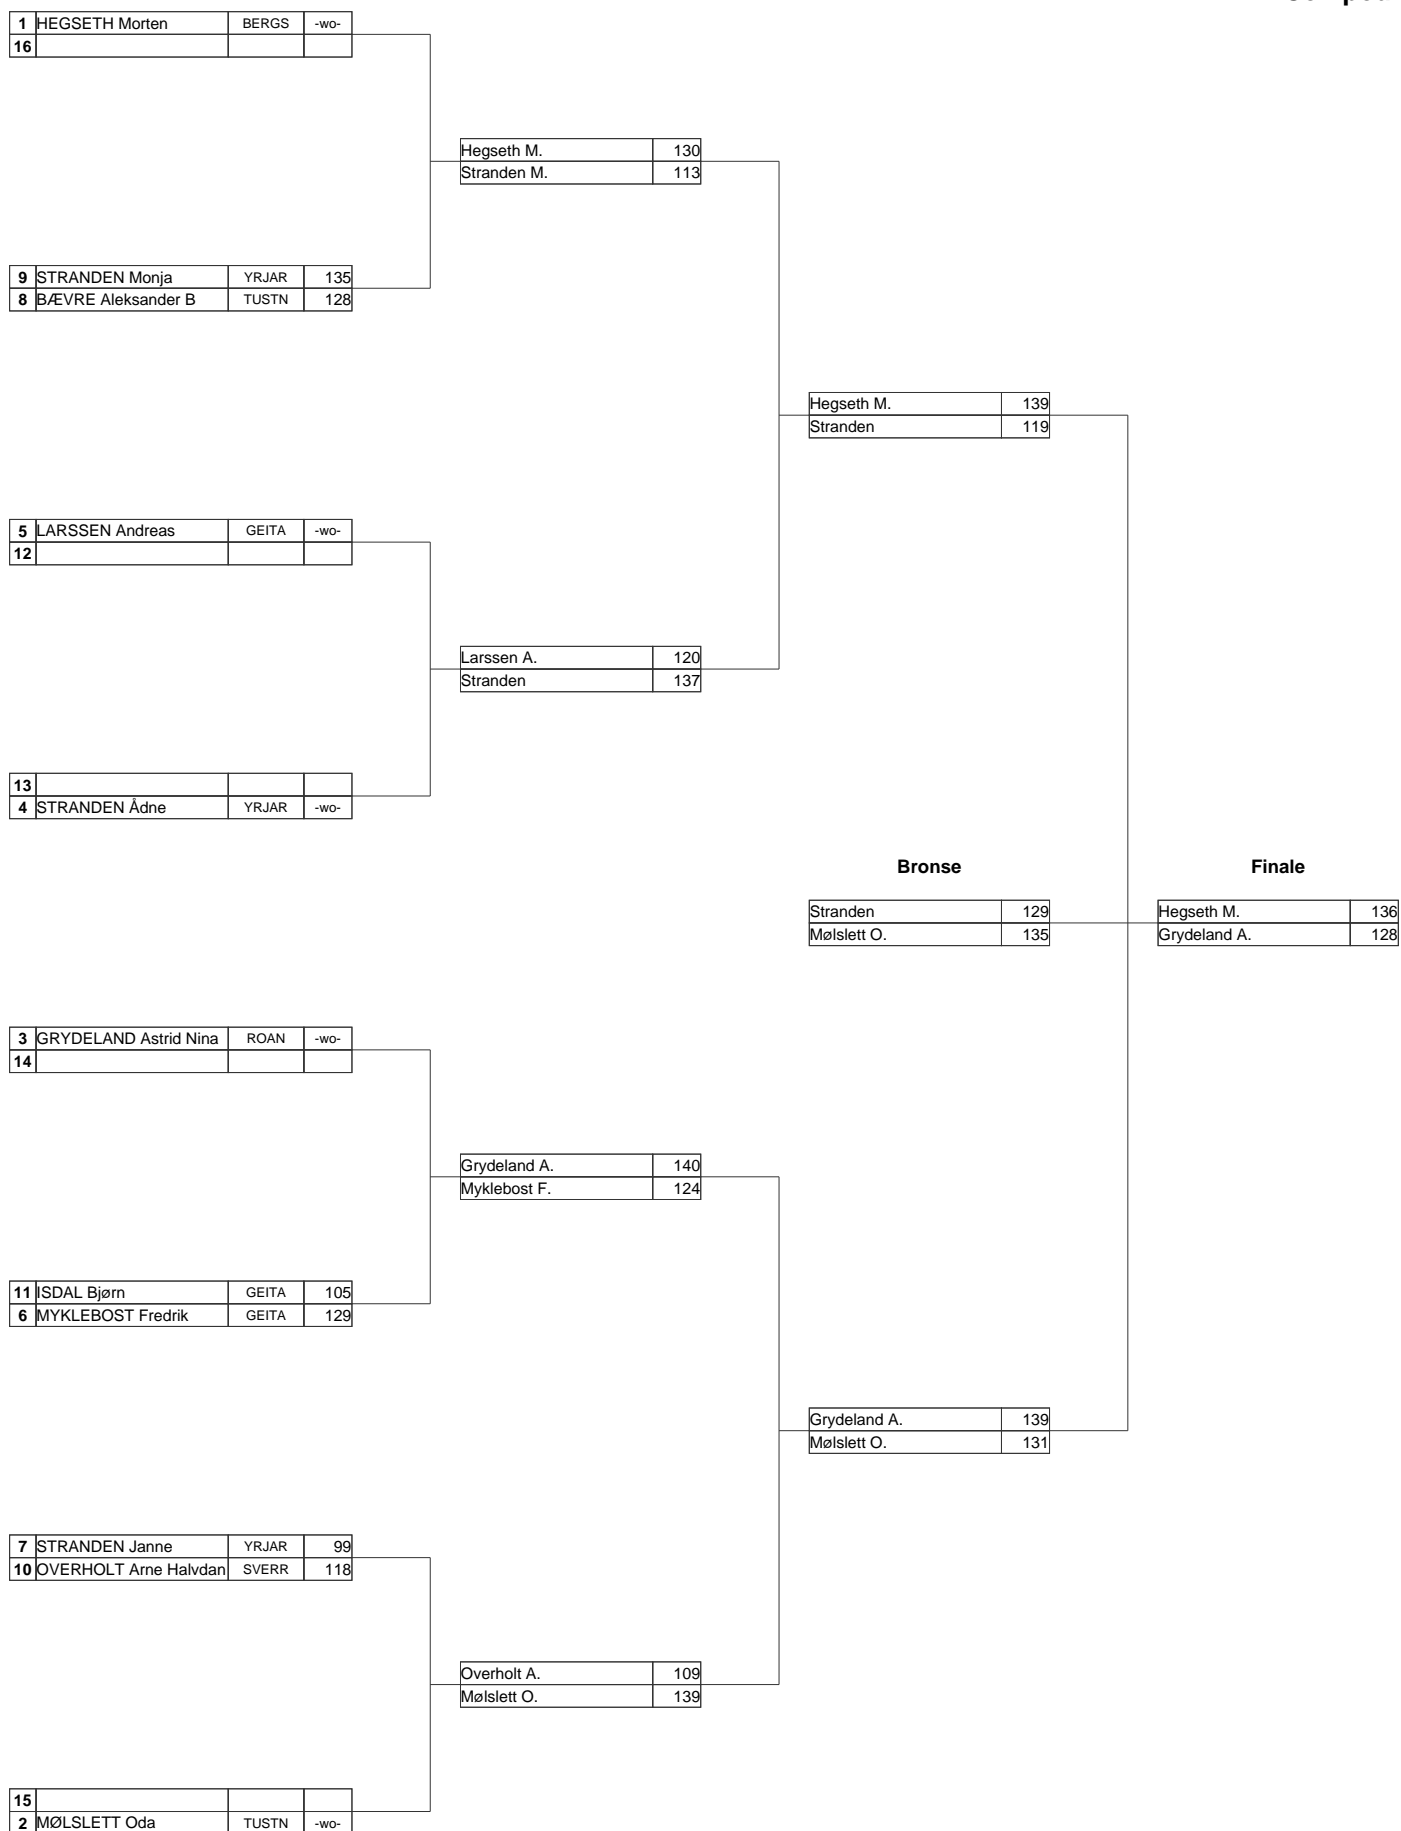 1 HEGSETH Morten BERGS -wo-
16
Hegseth M. 130
Stranden M. 113
9 STRANDEN Monja YRJAR 135
8 BÆVRE Aleksander B TUSTN 128
Hegseth M. 139
Stranden 119
5 LARSSEN Andreas GEITA -wo-
12
Larssen A. 120
Stranden 137
13
4 STRANDEN Ådne YRJAR -wo-
Bronse Finale
Stranden 129 Hegseth M. 136
Mølslett O. 135 Grydeland A. 128
3 GRYDELAND Astrid Nina ROAN -wo-
14
Grydeland A. 140
Myklebost F. 124
11 ISDAL Bjørn GEITA 105
6 MYKLEBOST Fredrik GEITA 129
Grydeland A. 139
Mølslett O. 131
7 STRANDEN Janne YRJAR 99
10 OVERHOLT Arne Halvdan SVERR 118
Overholt A. 109
Mølslett O. 139
15
2 MØLSLETT Oda TUSTN -wo-